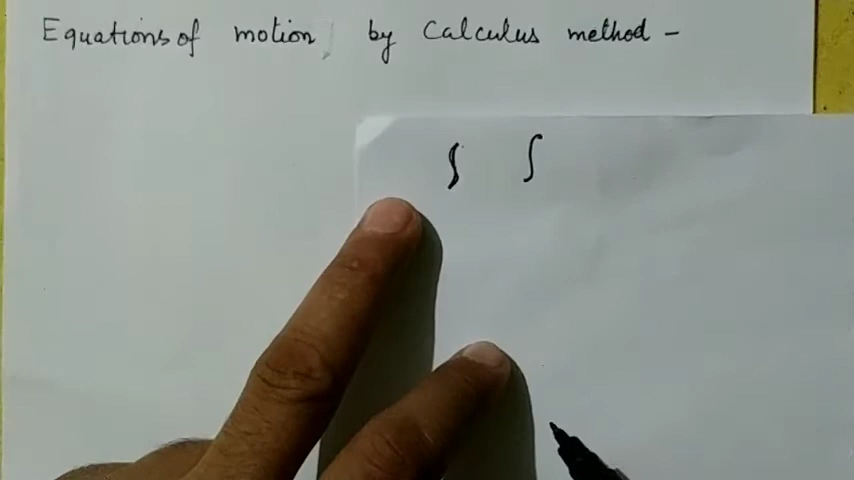 Equations of motion by Calculus method -
∫ ∫